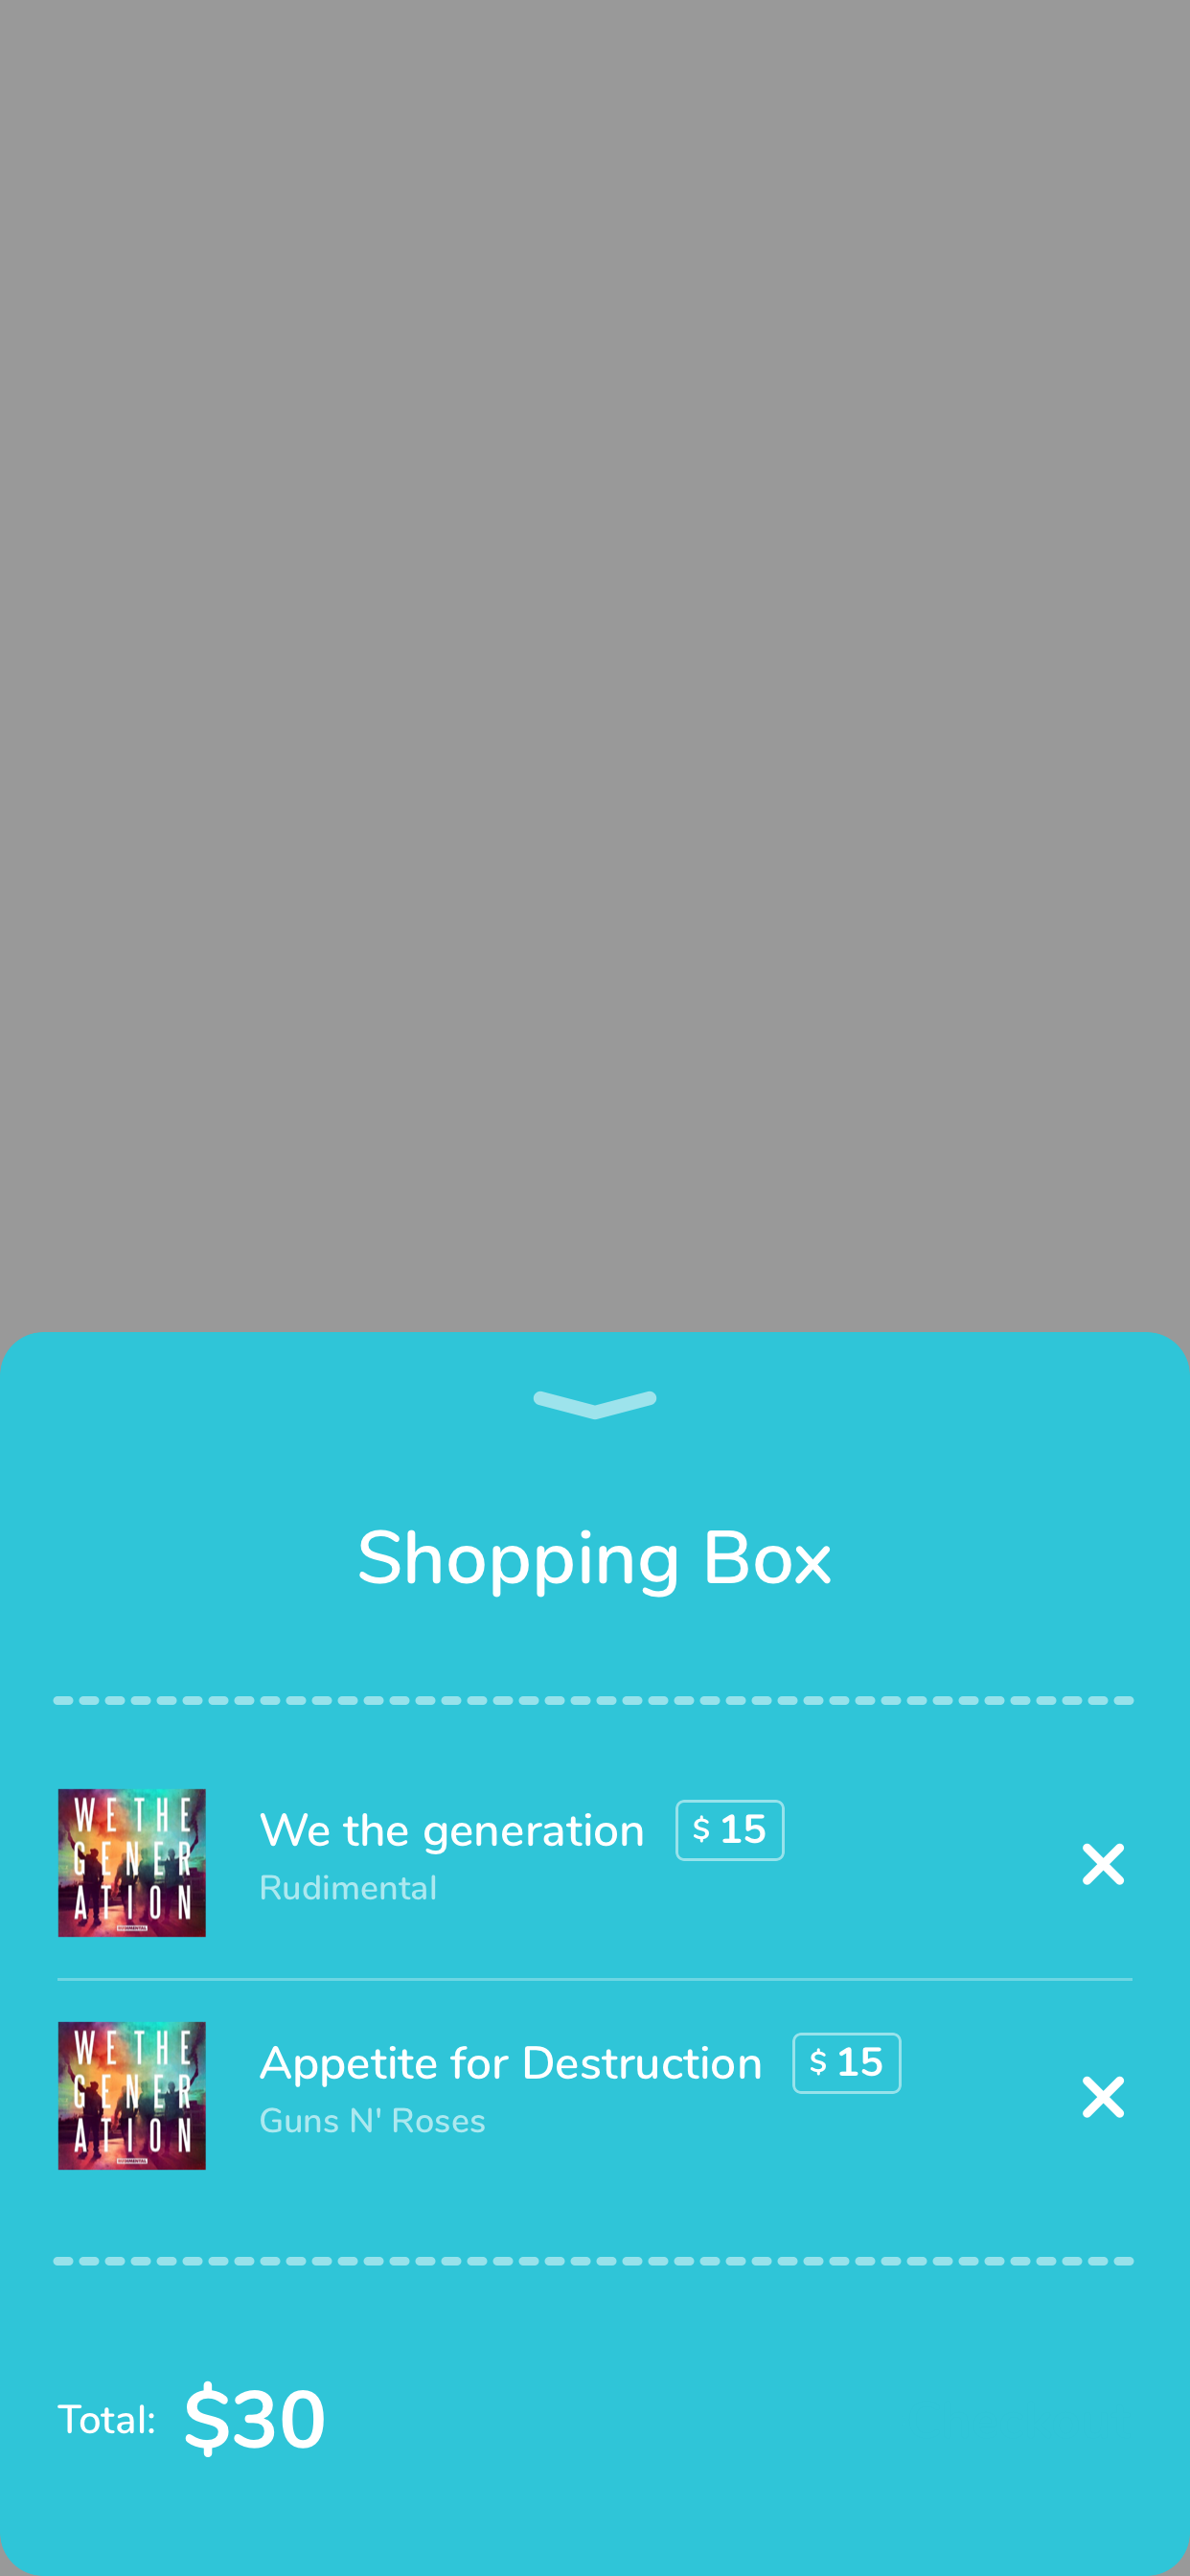 Shopping Box
WE THE
GENER
ATION
We the generation $ 15
Rudimental
WE THE
GENER
ATION
Appetite for Destruction $ 15
Guns N' Roses
Total: $30